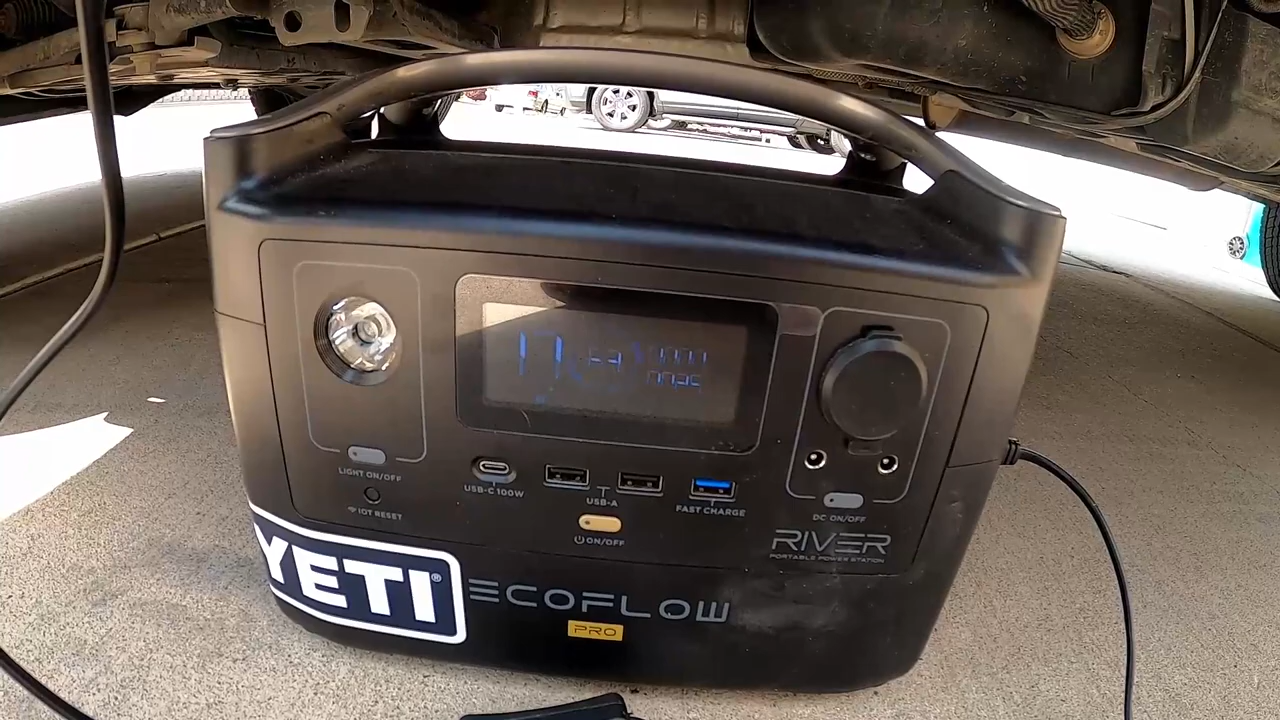 17
LIGHT ON/OFF
IOT RESET
USB-C 100W
USB-A
FAST CHARGE
ON/OFF
DC ON/OFF
RIVER
PORTABLE POWER STATION
YETI®
ECOFLOW
PRO